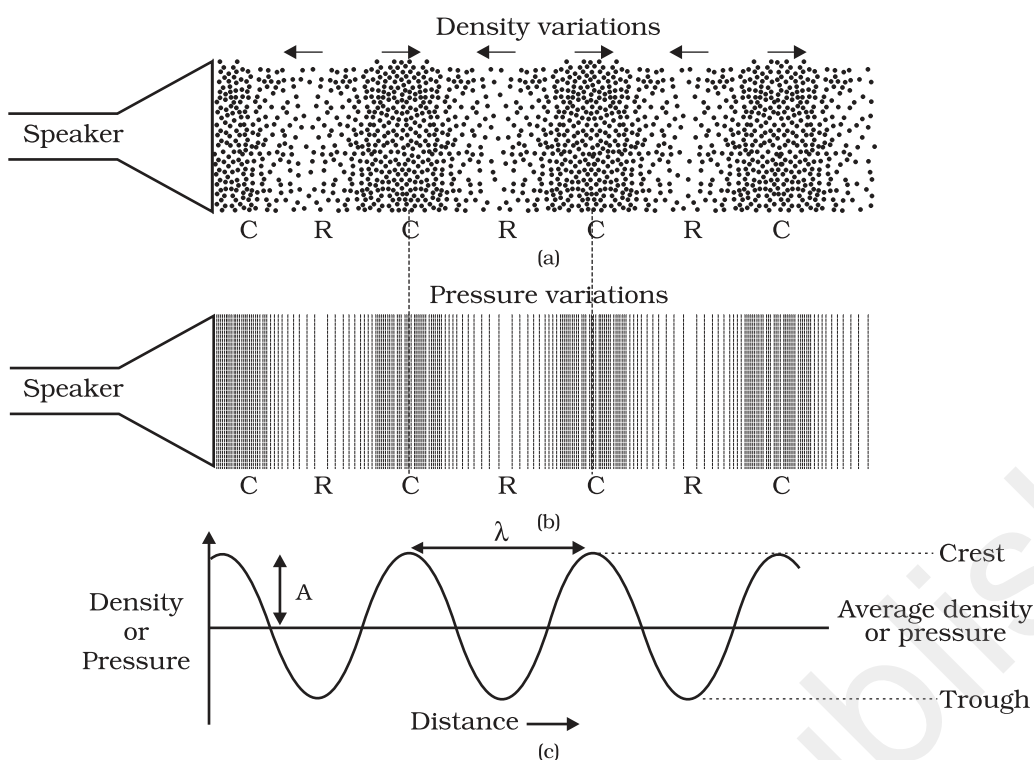 Density variations
Speaker
C R C R C R C
(a)
Pressure variations
Speaker
C R C R C R C
(b)
λ
Crest
A
Density
or
Pressure
Average density
or pressure
Trough
Distance
(c)